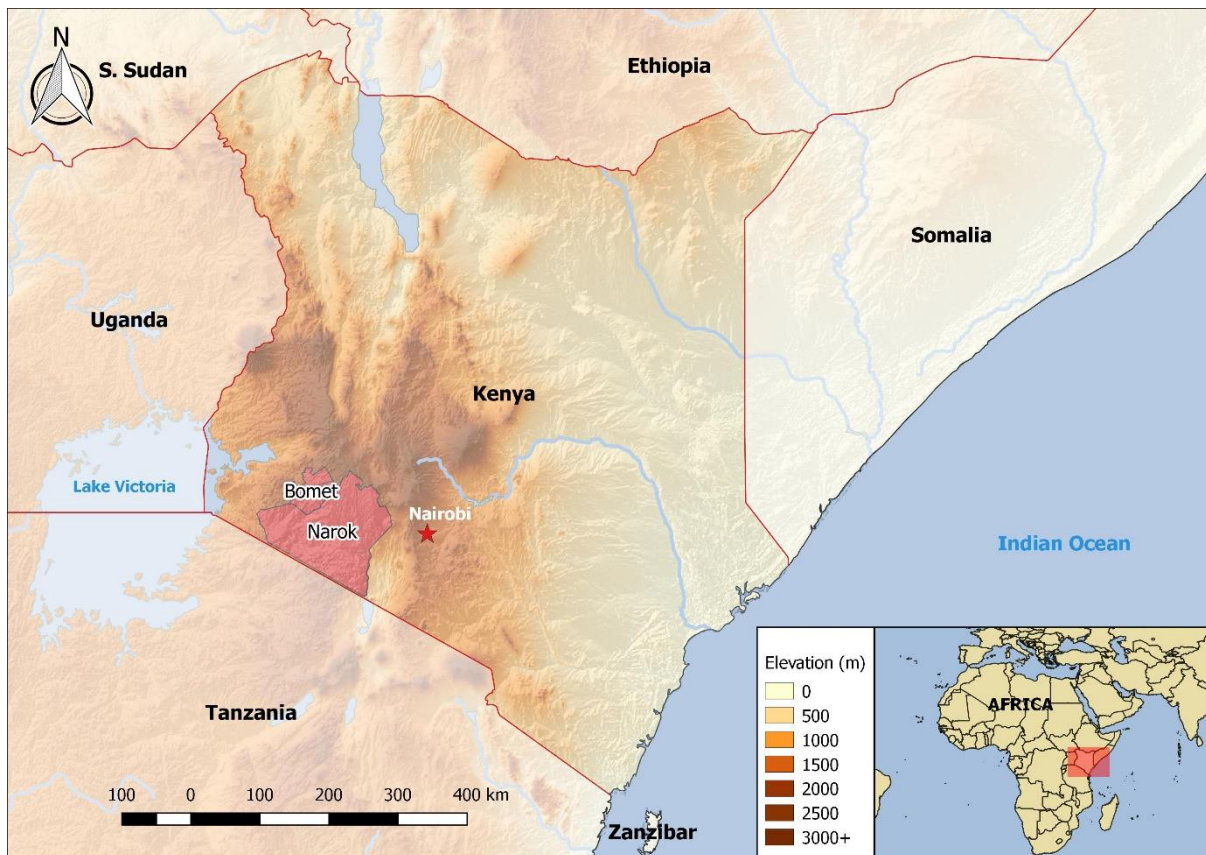 N
S. Sudan
Ethiopia
Somalia
Uganda
Kenya
Lake Victoria
Bomet
Nairobi
Narok
Indian Ocean
Tanzania
Zanzibar
100 0 100 200 300 400 km
Elevation (m)
0
500
1000
1500
2000
2500
3000+
AFRICA